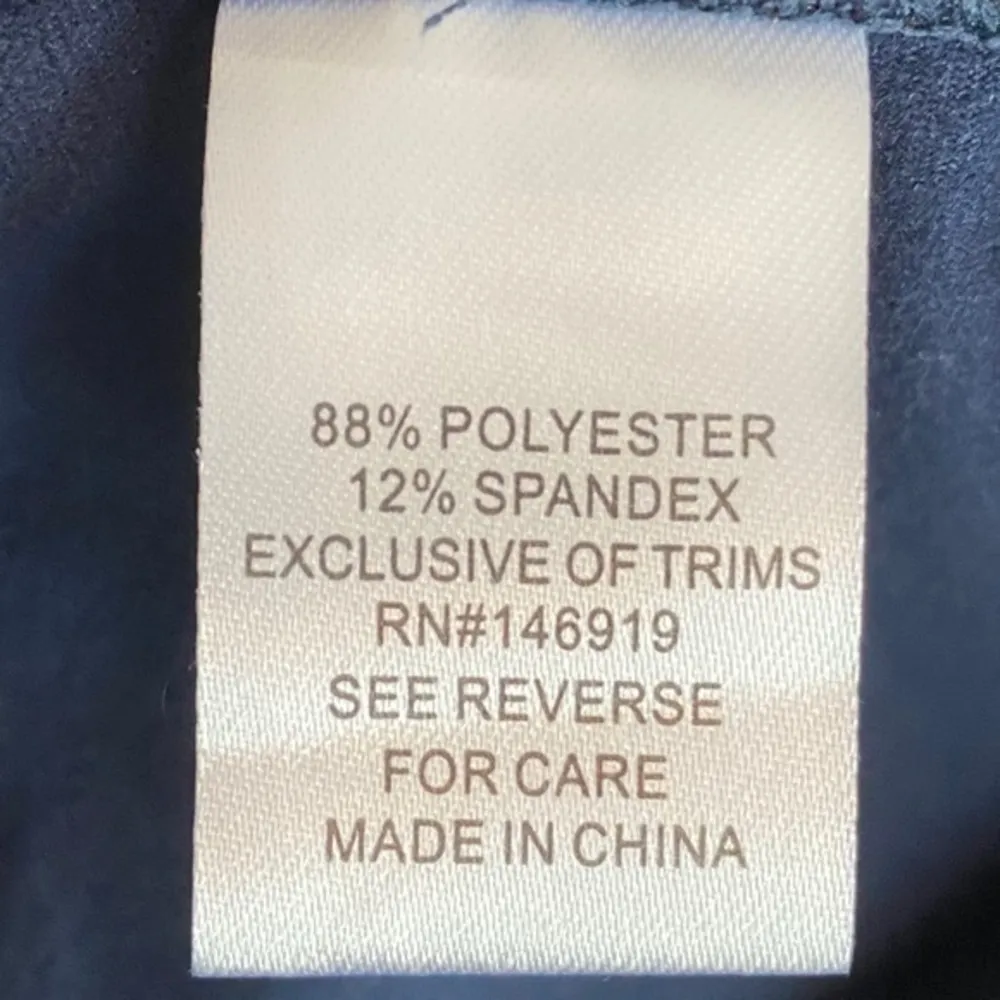 88% POLYESTER
12% SPANDEX
EXCLUSIVE OF TRIMS
RN#146919
SEE REVERSE
FOR CARE
MADE IN CHINA